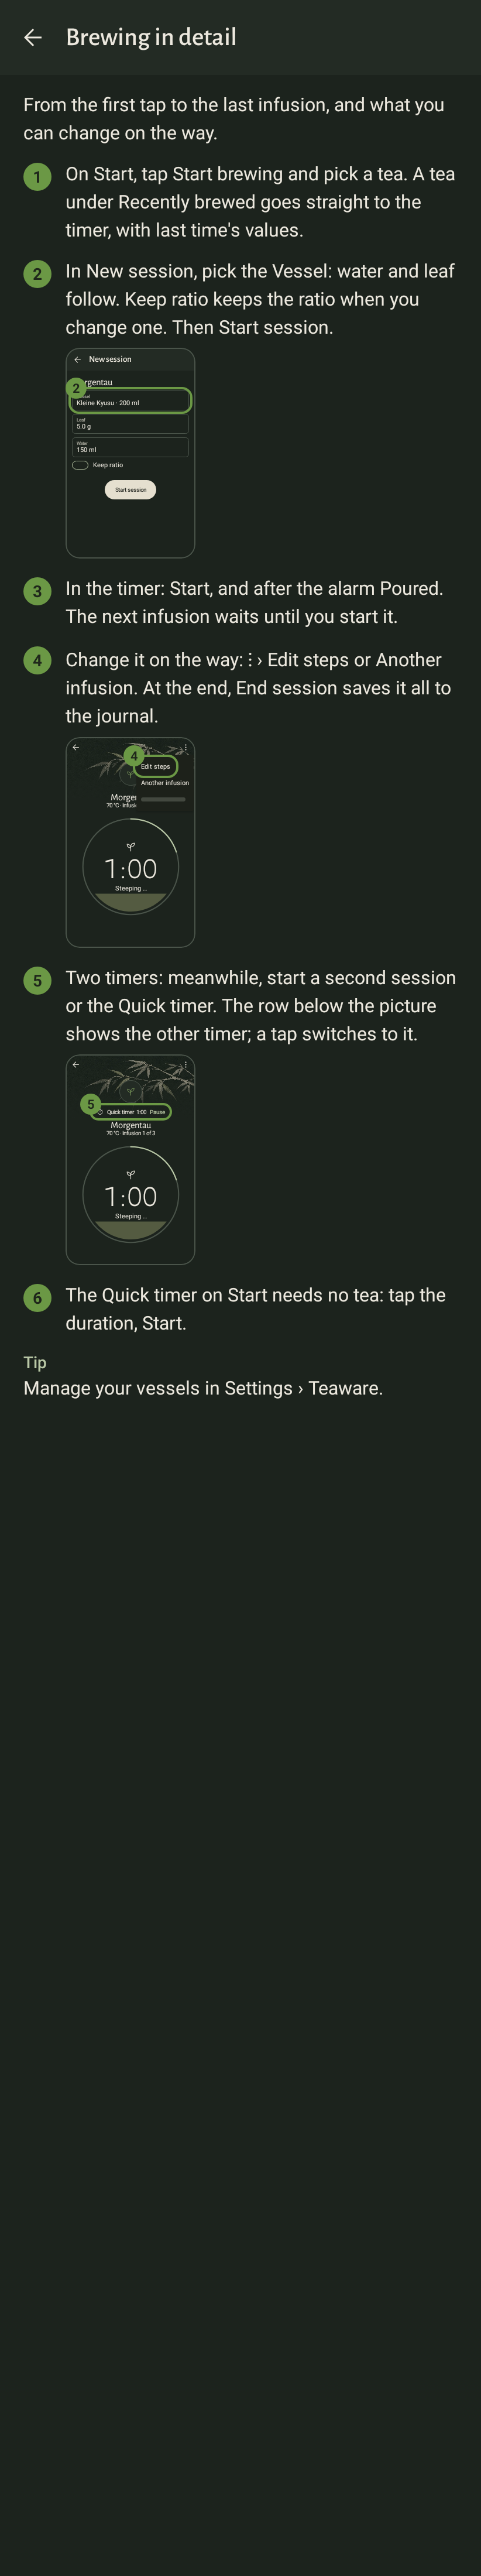 Brewing in detail
From the first tap to the last infusion, and what you
can change on the way.
1
On Start, tap Start brewing and pick a tea. A tea
under Recently brewed goes straight to the
timer, with last time's values.
2
In New session, pick the Vessel: water and leaf
follow. Keep ratio keeps the ratio when you
change one. Then Start session.
New session
2
Kleine Kyusu · 200 ml
Leaf
5.0 g
Water
150 ml
Keep ratio
Start session
3
In the timer: Start, and after the alarm Poured.
The next infusion waits until you start it.
4
Change it on the way: ⋮ › Edit steps or Another
infusion. At the end, End session saves it all to
the journal.
4
Edit steps
Another infusion
70 °C ·
1:00
Steeping ...
5
Two timers: meanwhile, start a second session
or the Quick timer. The row below the picture
shows the other timer; a tap switches to it.
5
Quick timer 1:00 Pause
Morgentau
70 °C · Infusion 1 of 3
1:00
Steeping ...
6
The Quick timer on Start needs no tea: tap the
duration, Start.
Tip
Manage your vessels in Settings › Teaware.